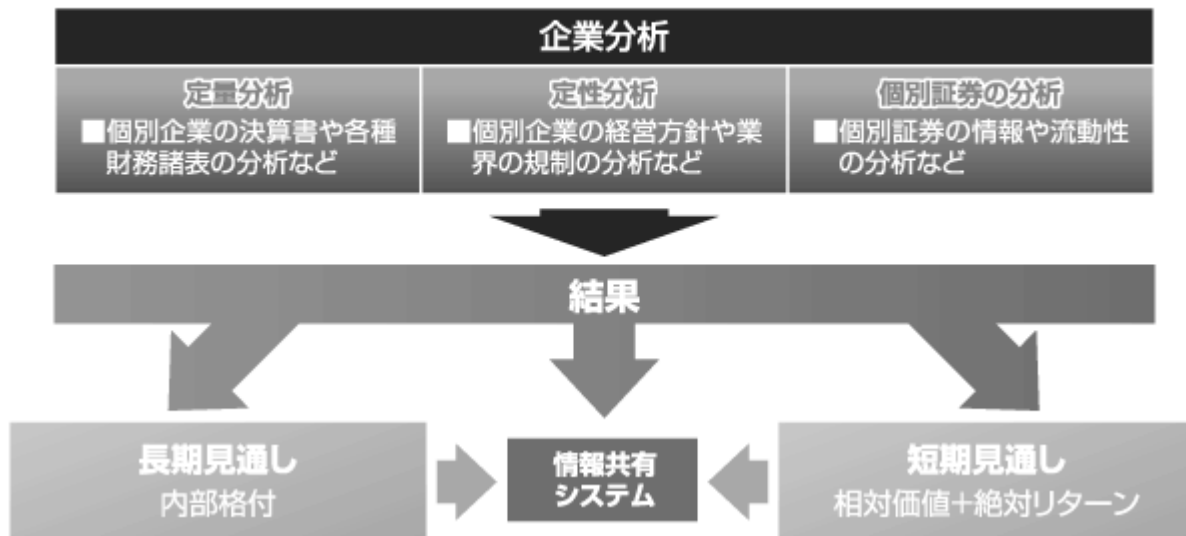 企業分析
定量分析
■個別企業の決算書や各種
財務諸表の分析など
定性分析
■個別企業の経営方針や業
界の規制の分析など
個別証券の分析
■個別証券の情報や流動性
の分析など
結果
長期見通し
内部格付
情報共有
システム
短期見通し
相対価値＋絶対リターン